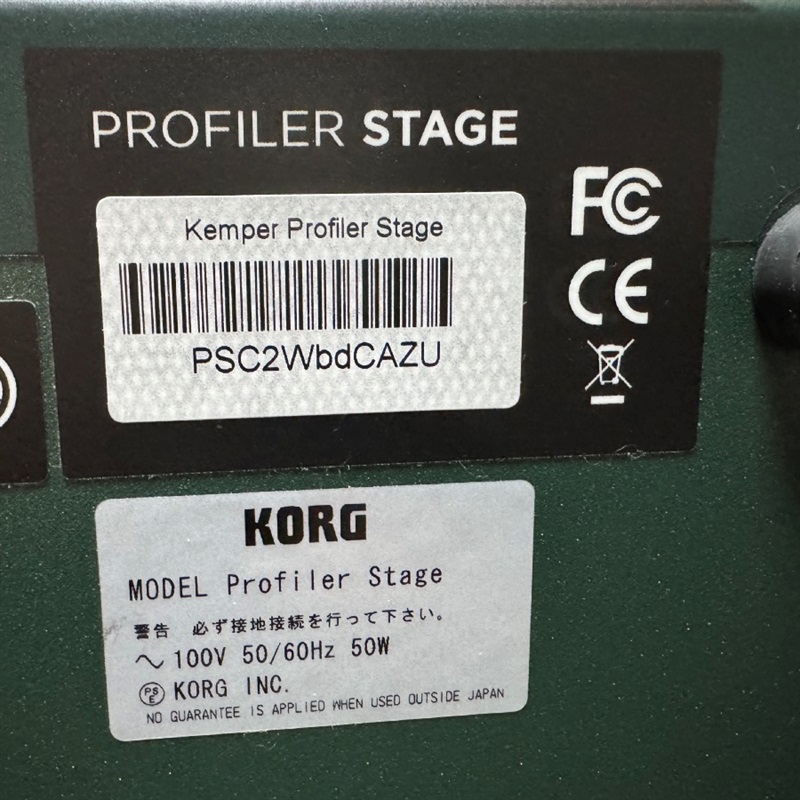 PROFILER STAGE
Kemper Profiler Stage
PSC2WbdCAZU
FC
CE
KORG
MODEL Profiler Stage
警告 必ず接地接続を行って下さい。
～ 100V 50/60Hz 50W
PSE KORG INC.
NO GUARANTEE IS APPLIED WHEN USED OUTSIDE JAPAN